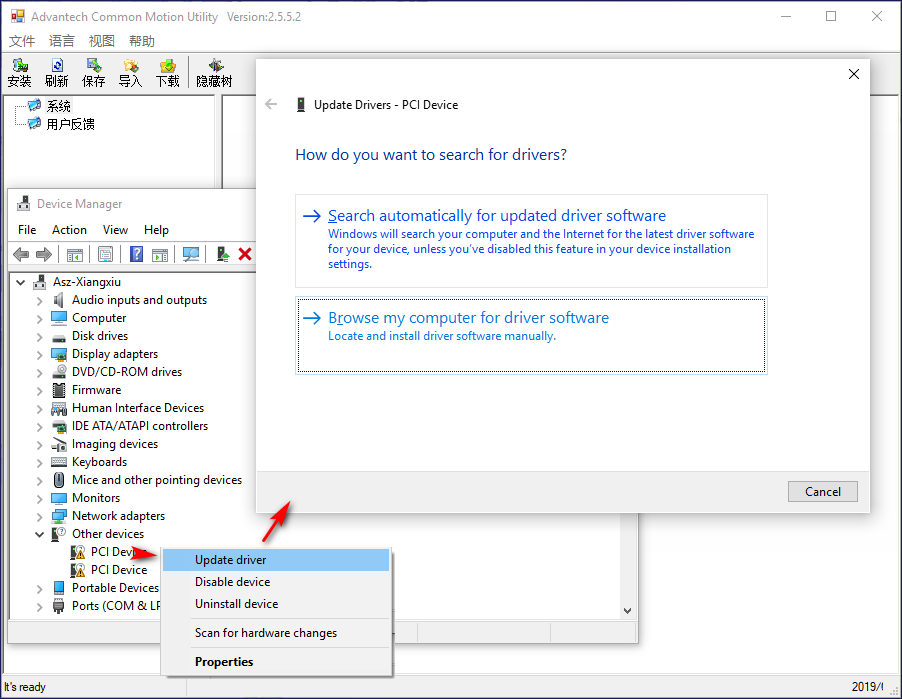 Advantech Common Motion Utility Version:2.5.5.2
文件 语言 视图 帮助
安装 刷新 保存 导入 下载 隐藏树
系统
用户反馈
Update Drivers - PCI Device
How do you want to search for drivers?
Search automatically for updated driver software
Windows will search your computer and the Internet for the latest driver software
for your device, unless you've disabled this feature in your device installation
settings.
Browse my computer for driver software
Locate and install driver software manually.
Cancel
Device Manager
File Action View Help
Asz-Xiangxiu
Audio inputs and outputs
Computer
Disk drives
Display adapters
DVD/CD-ROM drives
Firmware
Human Interface Devices
IDE ATA/ATAPI controllers
Imaging devices
Keyboards
Mice and other pointing devices
Monitors
Network adapters
Other devices
PCI Device
PCI Device
Portable Devices
Ports (COM & LP
Update driver
Disable device
Uninstall device
Scan for hardware changes
Properties
It's ready
2019/